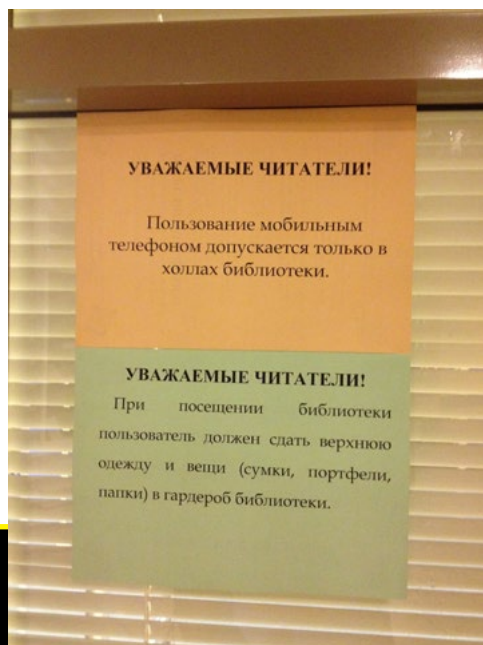 УВАЖАЕМЫЕ ЧИТАТЕЛИ!
Пользование мобильным
телефоном допускается только в
холлах библиотеки.
УВАЖАЕМЫЕ ЧИТАТЕЛИ!
При посещении библиотеки
пользователь должен сдать верхнюю
одежду и вещи (сумки, портфели,
папки) в гардероб библиотеки.